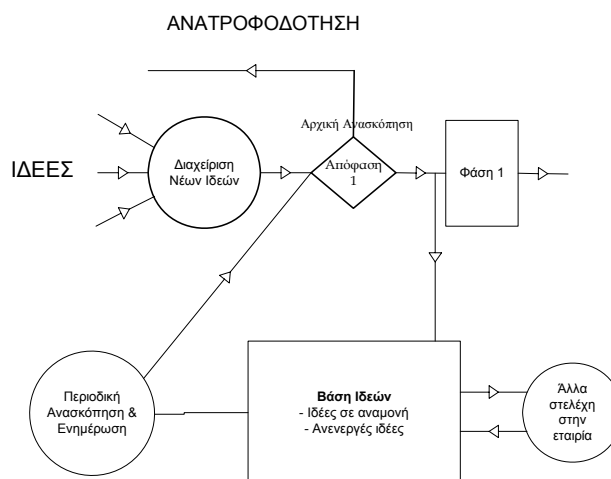 ΑΝΑΤΡΟΦΟΔΟΤΗΣΗ
Αρχική Ανασκόπηση
ΙΔΕΕΣ
Διαχείριση
Νέων Ιδεών
Απόφαση
1
Φάση 1
Περιοδική
Ανασκόπηση &
Ενημέρωση
Βάση Ιδεών
- Ιδέες σε αναμονή
- Ανενεργές ιδέες
Άλλα
στελέχη
στην
εταιρία